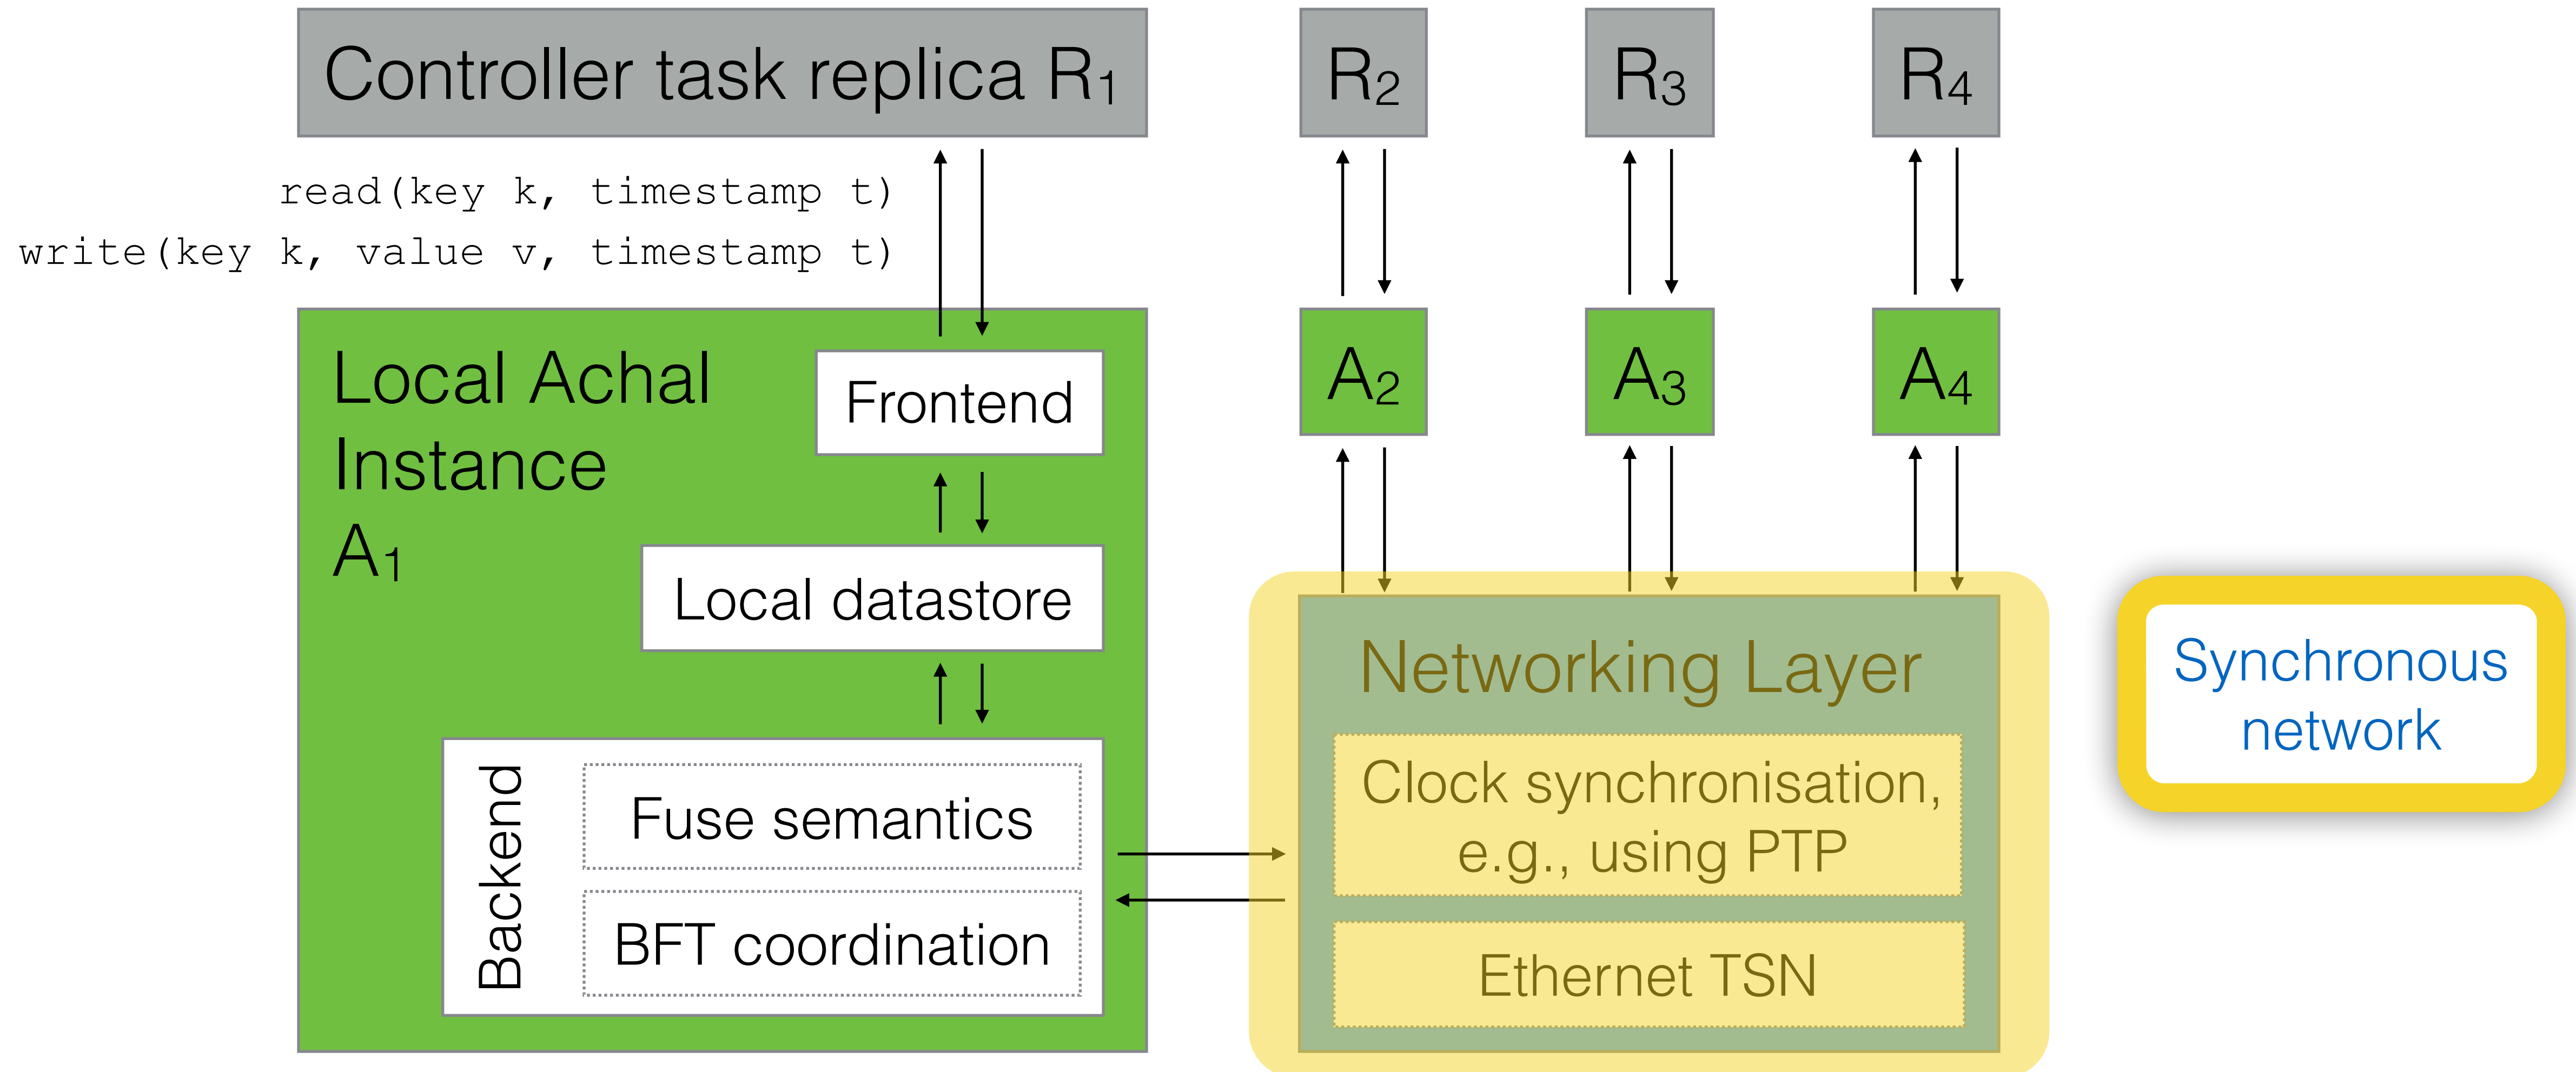 Controller task replica R₁
R₂
R₃
R₄
read(key k, timestamp t)
write(key k, value v, timestamp t)
Local Achal
Instance
A₁
Frontend
Local datastore
Backend
Fuse semantics
BFT coordination
A₂
A₃
A₄
Networking Layer
Clock synchronisation,
e.g., using PTP
Ethernet TSN
Synchronous
network